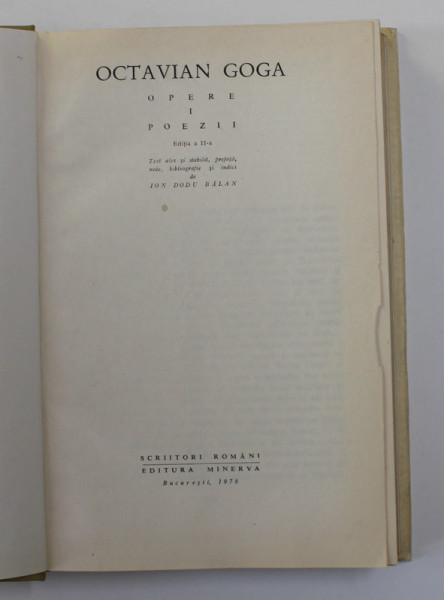 OCTAVIAN GOGA
OPERE
I
POEZII
Ediția a II-a
Text ales și stabilit, prefață,
note, bibliografie și indici
de
ION DODU BĂLAN
SCRIITORI ROMÂNI
EDITURA MINERVA
București, 1978